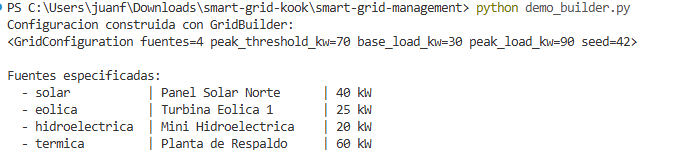 PS C:\Users\juanf\Downloads\smart-grid-kook\smart-grid-management> python demo_builder.py
Configuracion construida con GridBuilder:
<GridConfiguration fuentes=4 peak_threshold_kw=70 base_load_kw=30 peak_load_kw=90 seed=42>

Fuentes especificadas:
  - solar          | Panel Solar Norte      | 40 kW
  - eolica         | Turbina Eolica 1       | 25 kW
  - hidroelectrica | Mini Hidroelectrica    | 20 kW
  - termica        | Planta de Respaldo     | 60 kW